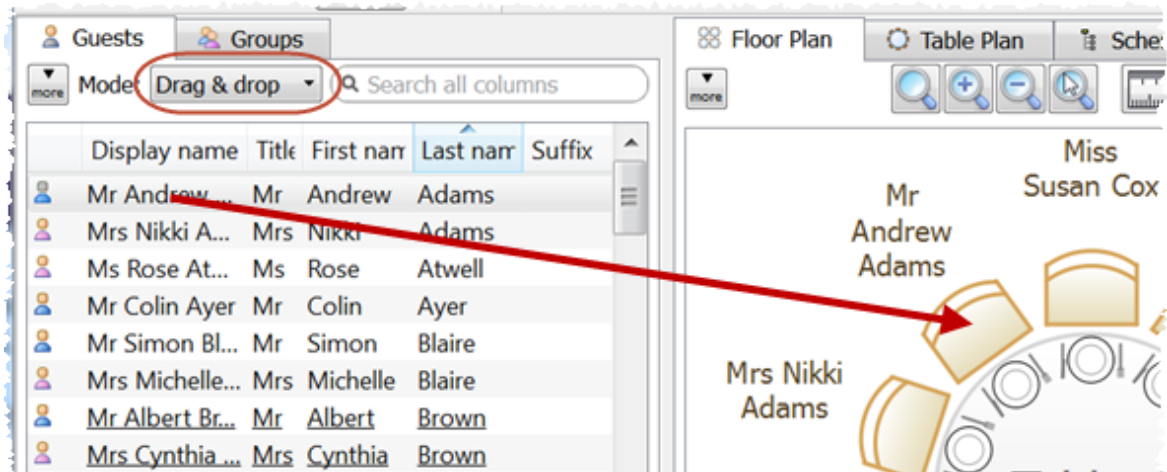 Guests Groups
more Mode: Drag & drop Search all columns
Display name Title First nam Last nam Suffix
Mr Andrew ... Mr Andrew Adams
Mrs Nikki A... Mrs Nikki Adams
Ms Rose At... Ms Rose Atwell
Mr Colin Ayer Mr Colin Ayer
Mr Simon Bl... Mr Simon Blaire
Mrs Michelle... Mrs Michelle Blaire
Mr Albert Br... Mr Albert Brown
Mrs Cynthia ... Mrs Cynthia Brown
Floor Plan Table Plan Sche
more
Miss
Susan Cox
Mr
Andrew
Adams
Mrs Nikki
Adams